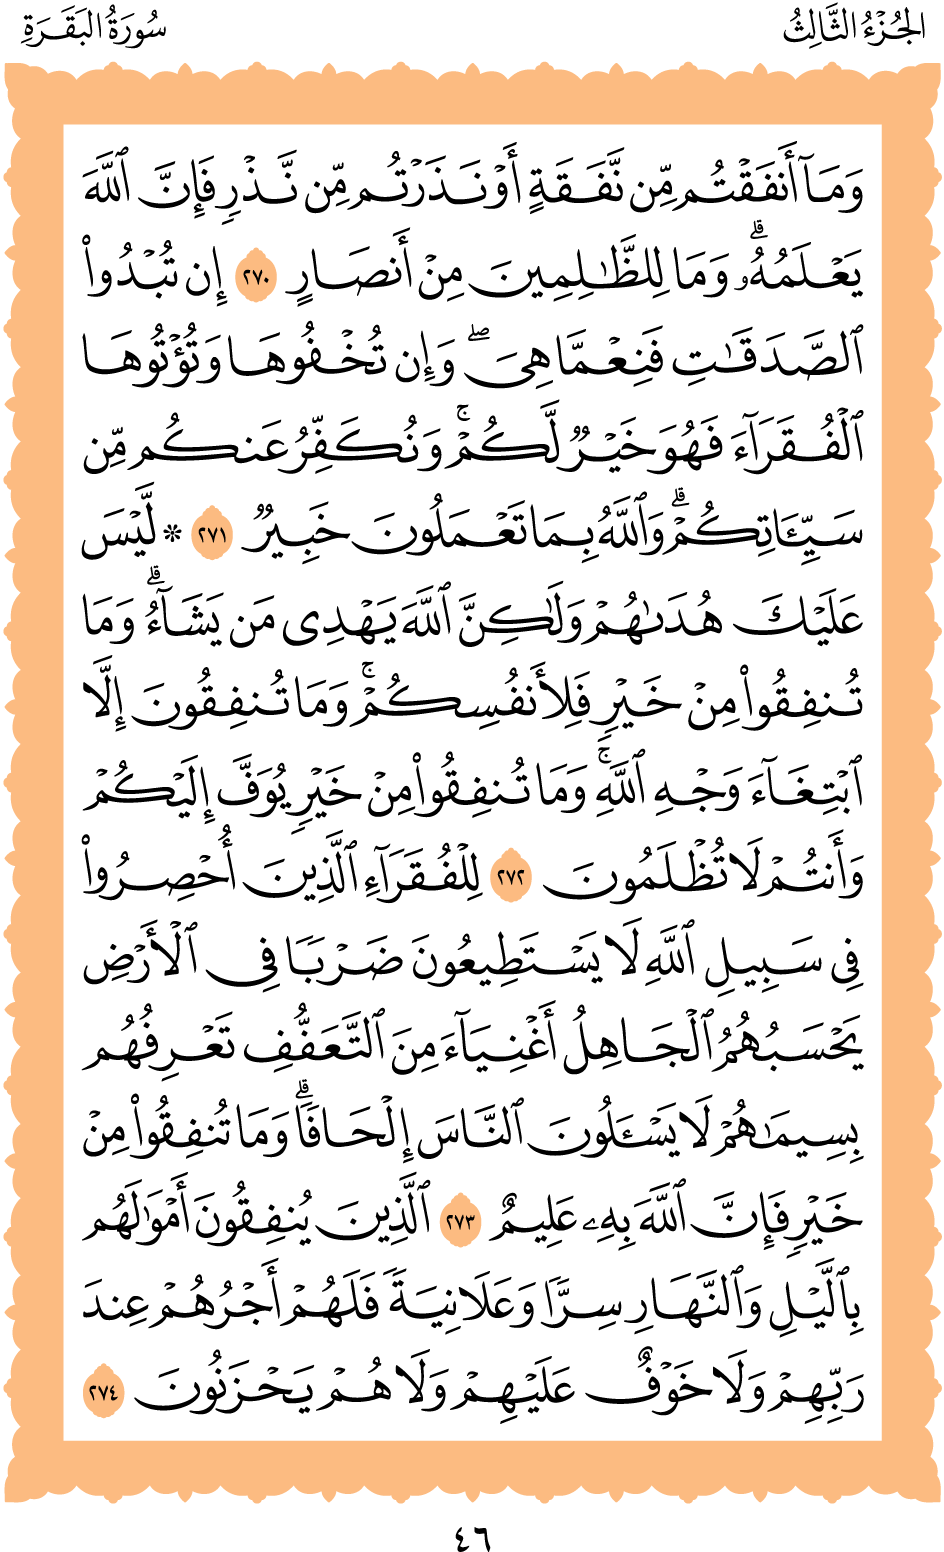 الجُزْءُ الثَّالِثُ
سُورَةُ البَقَرَةِ
وَمَآ أَنفَقْتُم مِّن نَّفَقَةٍ أَوْ نَذَرْتُم مِّن نَّذْرٍ فَإِنَّ ٱللَّهَ
يَعْلَمُهُۥۗ وَمَا لِلظَّـٰلِمِينَ مِنْ أَنصَارٍ ٢٧٠ إِن تُبْدُوا۟
ٱلصَّدَقَـٰتِ فَنِعِمَّا هِىَۖ وَإِن تُخْفُوهَا وَتُؤْتُوهَا
ٱلْفُقَرَآءَ فَهُوَ خَيْرٌ لَّكُمْۚ وَنُكَفِّرُ عَنكُم مِّن
سَيِّـَٔاتِكُمْۗ وَٱللَّهُ بِمَا تَعْمَلُونَ خَبِيرٌ ٢٧١ ۞ لَّيْسَ
عَلَيْكَ هُدَىٰهُمْ وَلَـٰكِنَّ ٱللَّهَ يَهْدِى مَن يَشَآءُۗ وَمَا
تُنفِقُوا۟ مِنْ خَيْرٍ فَلِأَنفُسِكُمْۚ وَمَا تُنفِقُونَ إِلَّا
ٱبْتِغَآءَ وَجْهِ ٱللَّهِۚ وَمَا تُنفِقُوا۟ مِنْ خَيْرٍ يُوَفَّ إِلَيْكُمْ
وَأَنتُمْ لَا تُظْلَمُونَ ٢٧٢ لِلْفُقَرَآءِ ٱلَّذِينَ أُحْصِرُوا۟
فِى سَبِيلِ ٱللَّهِ لَا يَسْتَطِيعُونَ ضَرْبًا فِى ٱلْأَرْضِ
يَحْسَبُهُمُ ٱلْجَاهِلُ أَغْنِيَآءَ مِنَ ٱلتَّعَفُّفِ تَعْرِفُهُم
بِسِيمَـٰهُمْ لَا يَسْـَٔلُونَ ٱلنَّاسَ إِلْحَافًاۗ وَمَا تُنفِقُوا۟ مِنْ
خَيْرٍ فَإِنَّ ٱللَّهَ بِهِۦ عَلِيمٌ ٢٧٣ ٱلَّذِينَ يُنفِقُونَ أَمْوَٰلَهُم
بِٱلَّيْلِ وَٱلنَّهَارِ سِرًّا وَعَلَانِيَةً فَلَهُمْ أَجْرُهُمْ عِندَ
رَبِّهِمْ وَلَا خَوْفٌ عَلَيْهِمْ وَلَا هُمْ يَحْزَنُونَ ٢٧٤
٤٦